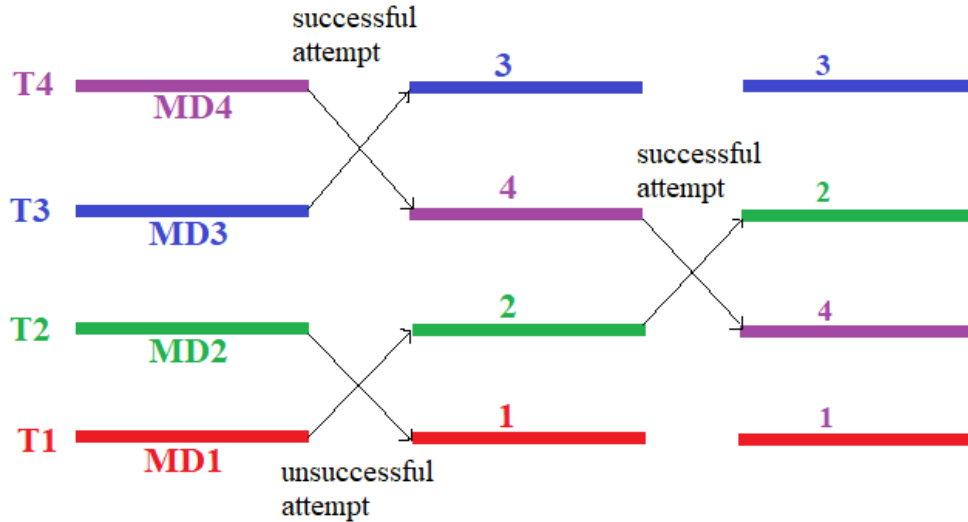 successful
attempt
T4
MD4
3
3
T3
MD3
4
successful
attempt
2
T2
MD2
2
4
T1
MD1
1
1
unsuccessful
attempt